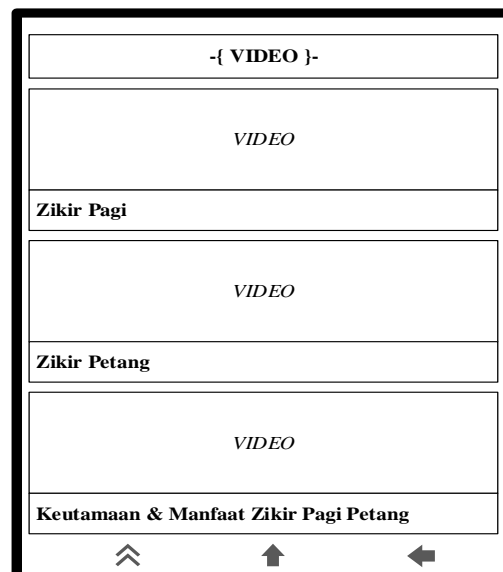 -{ VIDEO }-
VIDEO
Zikir Pagi
VIDEO
Zikir Petang
VIDEO
Keutamaan & Manfaat Zikir Pagi Petang